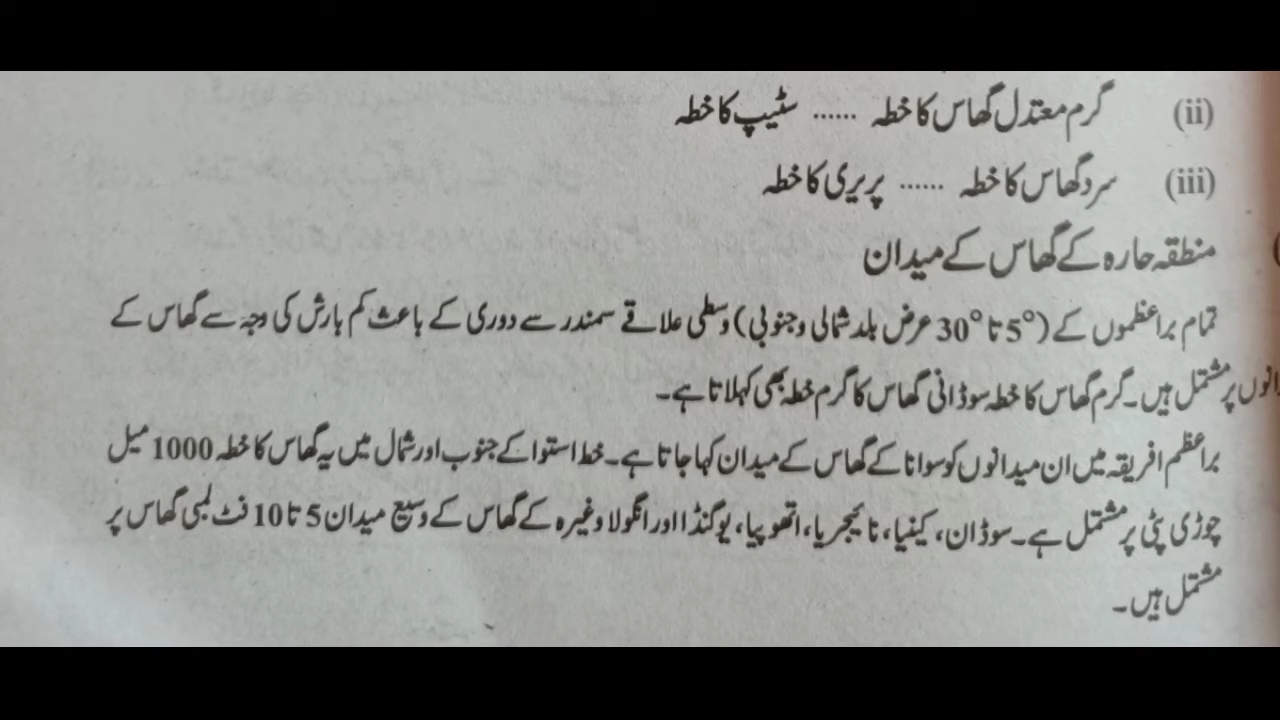 (ii) گرم معتدل گھاس کا خطہ ...... سٹیپ کا خطہ
(iii) سرد گھاس کا خطہ ...... پریری کا خطہ
منطقہ حارہ کے گھاس کے میدان
تمام براعظموں کے (°5 تا °30 عرض بلد شمالی و جنوبی) وسطی علاقے سمندر سے دوری کے باعث کم بارش کی وجہ سے گھاس کے
پر مشتمل ہیں۔ گرم گھاس کا خطہ سوڈانی گھاس کا گرم خطہ بھی کہلاتا ہے۔
براعظم افریقہ میں ان میدانوں کو سوانا کے گھاس کے میدان کہا جاتا ہے۔ خط استوا کے جنوب اور شمال میں یہ گھاس کا خطہ 1000 میل
چوڑی پٹی پر مشتمل ہے۔ سوڈان، کینیا، نائیجریا، اتھوپیا، یوگنڈا اور انگولا وغیرہ کے گھاس کے وسیع میدان 5 تا 10 فٹ لمبی گھاس پر
مشتمل ہیں۔